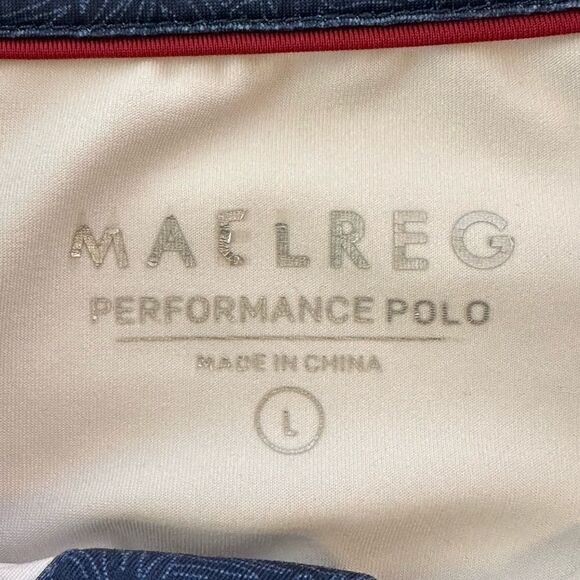 MAELREG
PERFORMANCE POLO
MADE IN CHINA
L